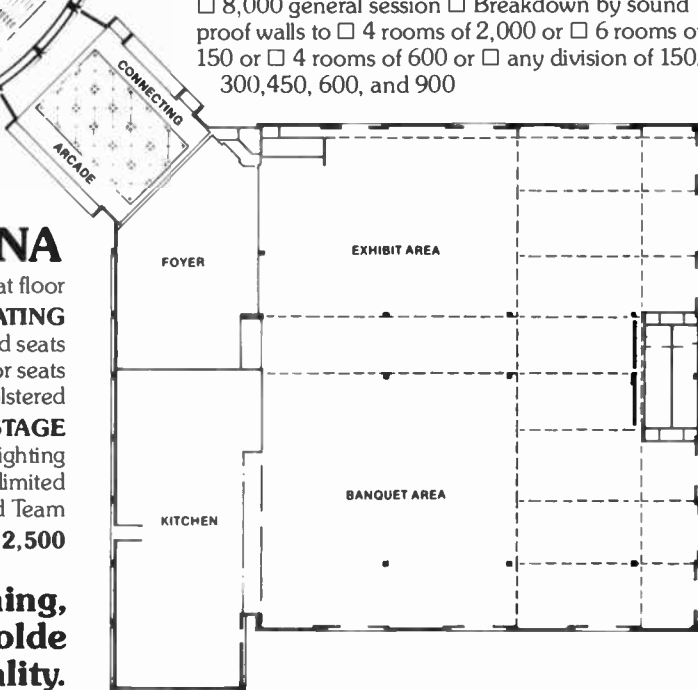 □ 8,000 general session □ Breakdown by sound
proof walls to □ 4 rooms of 2,000 or □ 6 rooms o
150 or □ 4 rooms of 600 or □ any division of 150,
300,450, 600, and 900
CONNECTING
ARCADE
FOYER
EXHIBIT AREA
BANQUET AREA
KITCHEN
NA
at floor
ATING
d seats
or seats
olstered
STAGE
ighting
limited
d Team
2,500
ning,
olde
ality.